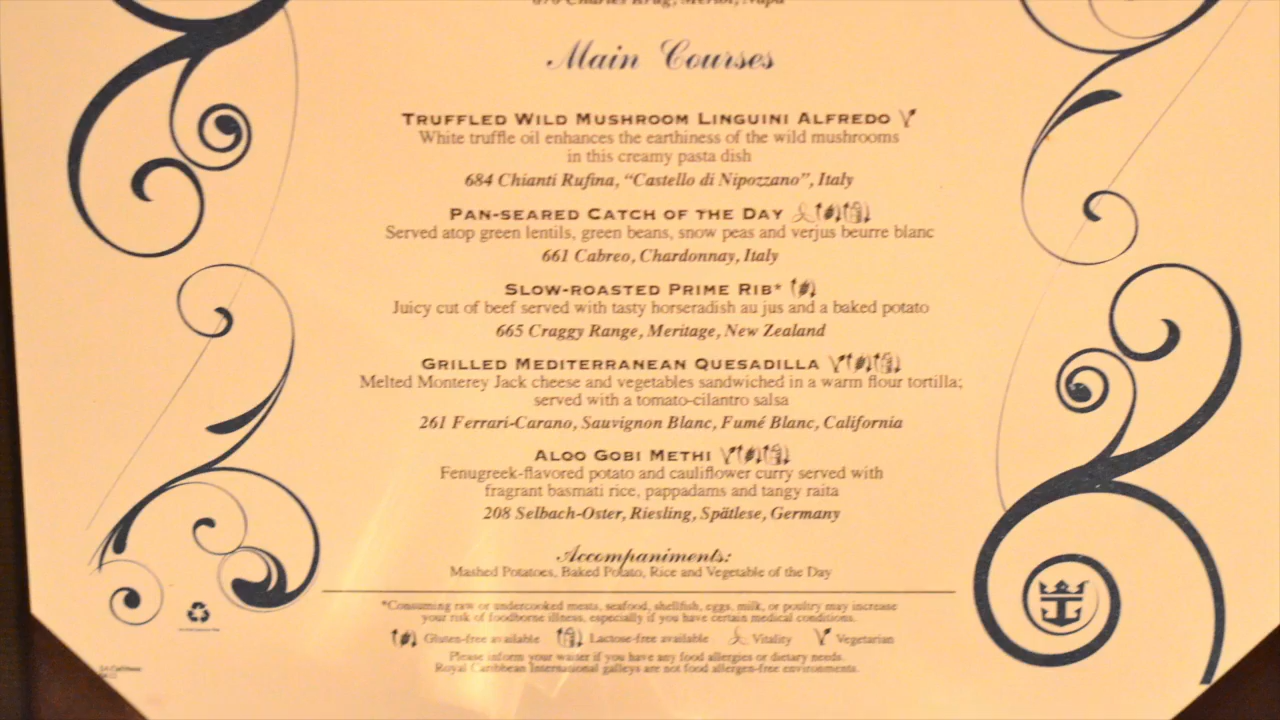 670 Charles Krug, Merlot, Napa
Main Courses
TRUFFLED WILD MUSHROOM LINGUINI ALFREDO
White truffle oil enhances the earthiness of the wild mushrooms
in this creamy pasta dish
684 Chianti Rufina, “Castello di Nipozzano”, Italy
PAN-SEARED CATCH OF THE DAY
Served atop green lentils, green beans, snow peas and verjus beurre blanc
661 Cabreo, Chardonnay, Italy
SLOW-ROASTED PRIME RIB*
Juicy cut of beef served with tasty horseradish au jus and a baked potato
665 Craggy Range, Meritage, New Zealand
GRILLED MEDITERRANEAN QUESADILLA
Melted Monterey Jack cheese and vegetables sandwiched in a warm flour tortilla;
served with a tomato-cilantro salsa
261 Ferrari-Carano, Sauvignon Blanc, Fumé Blanc, California
ALOO GOBI METHI
Fenugreek-flavored potato and cauliflower curry served with
fragrant basmati rice, pappadams and tangy raita
208 Selbach-Oster, Riesling, Spätlese, Germany
Accompaniments:
Mashed Potatoes, Baked Potato, Rice and Vegetable of the Day
*Consuming raw or undercooked meats, seafood, shellfish, eggs, milk, or poultry may increase
your risk of foodborne illness, especially if you have certain medical conditions.
Gluten-free available Lactose-free available Vitality Vegetarian
Please inform your waiter if you have any food allergies or dietary needs.
Royal Caribbean International galleys are not food allergen-free environments.